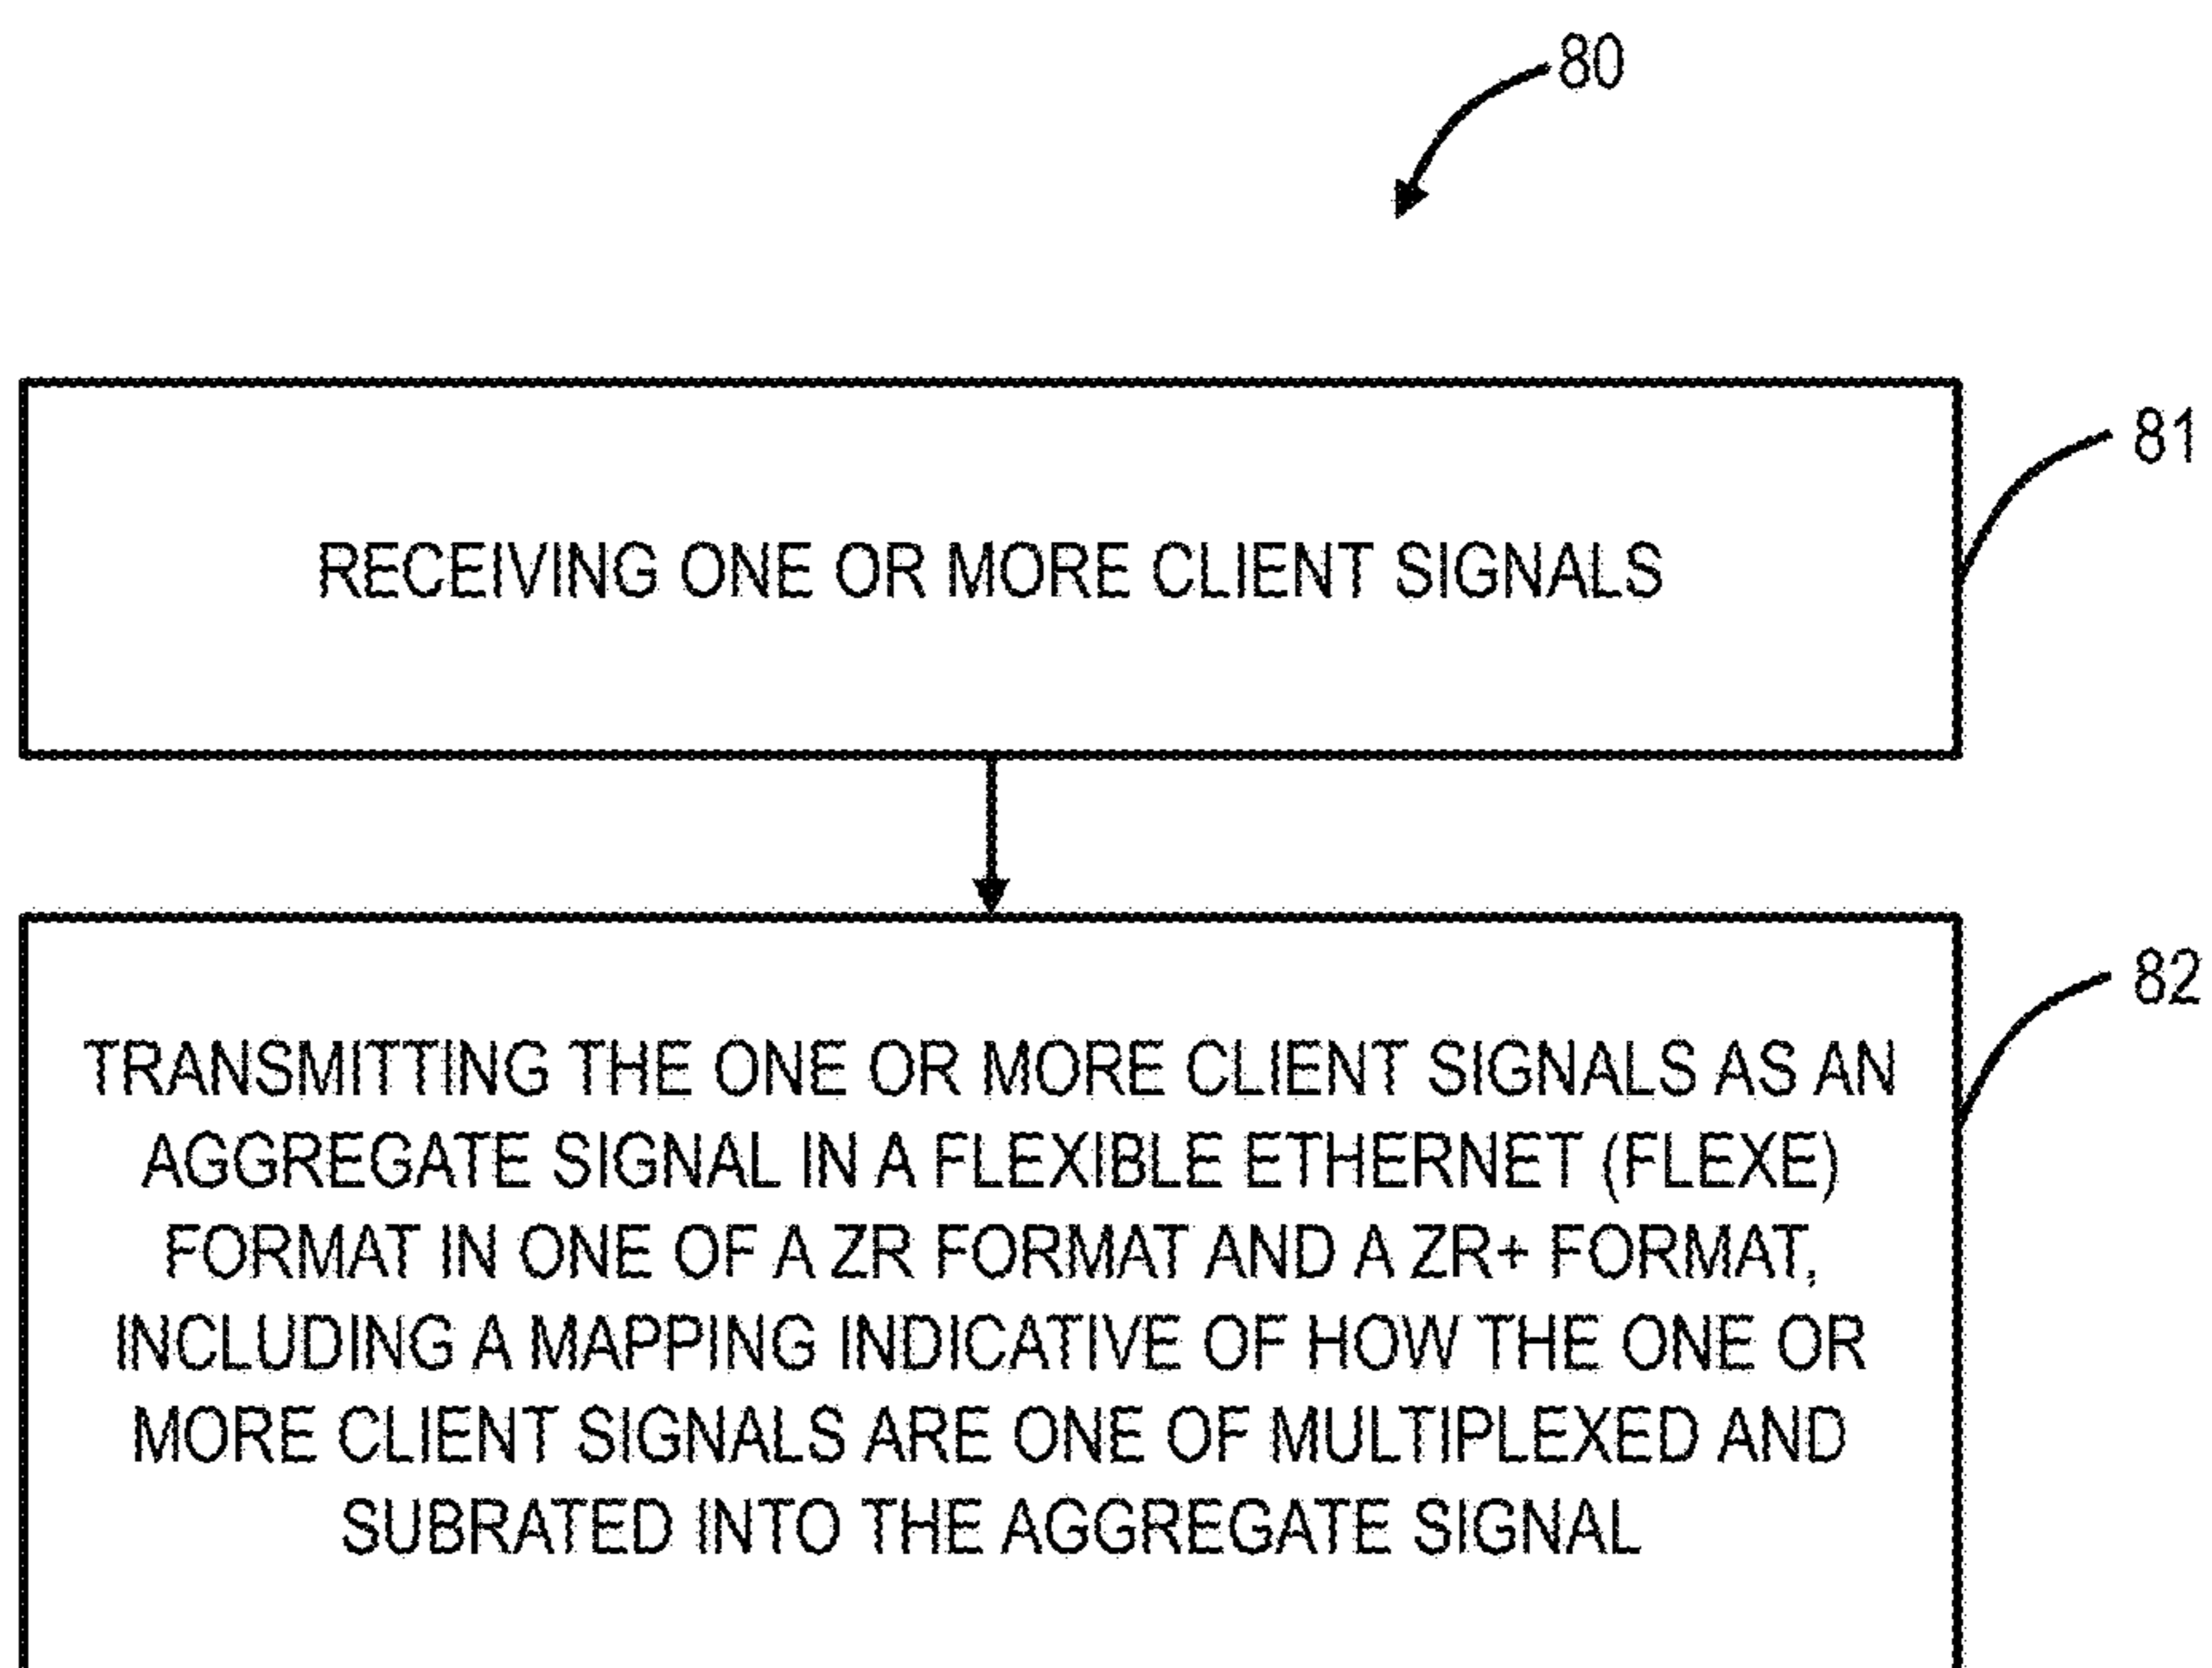 80
81
RECEIVING ONE OR MORE CLIENT SIGNALS
82
TRANSMITTING THE ONE OR MORE CLIENT SIGNALS AS AN
AGGREGATE SIGNAL IN A FLEXIBLE ETHERNET (FLEXE)
FORMAT IN ONE OF A ZR FORMAT AND A ZR+ FORMAT,
INCLUDING A MAPPING INDICATIVE OF HOW THE ONE OR
MORE CLIENT SIGNALS ARE ONE OF MULTIPLEXED AND
SUBRATED INTO THE AGGREGATE SIGNAL